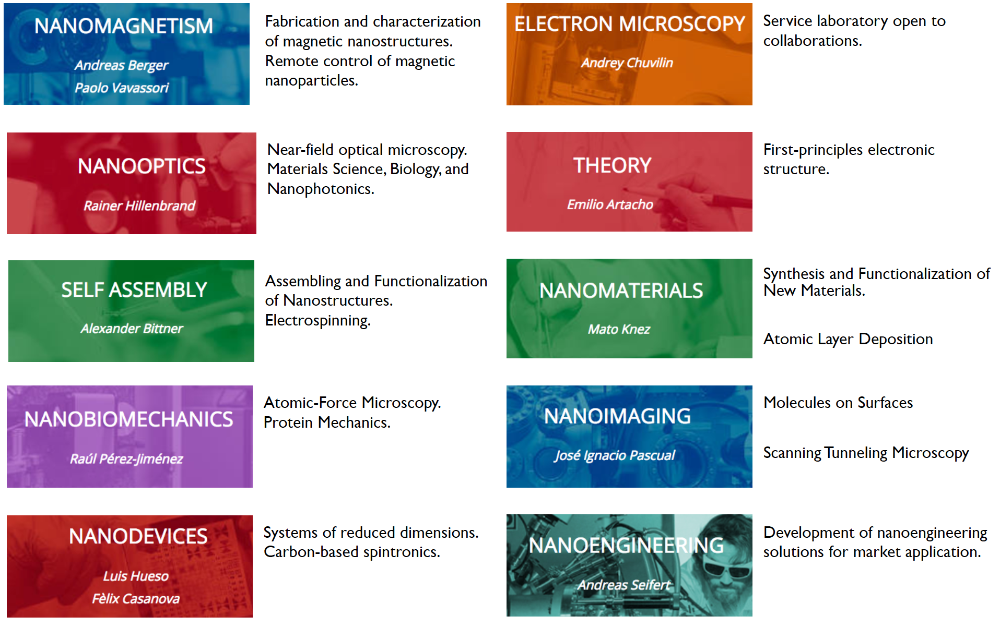 NANOMAGNETISM
Andreas Berger
Paolo Vavassori
Fabrication and characterization
of magnetic nanostructures.
Remote control of magnetic
nanoparticles.
ELECTRON MICROSCOPY
Andrey Chuvilin
Service laboratory open to
collaborations.
NANOOPTICS
Rainer Hillenbrand
Near-field optical microscopy.
Materials Science, Biology, and
Nanophotonics.
THEORY
Emilio Artacho
First-principles electronic
structure.
SELF ASSEMBLY
Alexander Bittner
Assembling and Functionalization
of Nanostructures.
Electrospinning.
NANOMATERIALS
Mato Knez
Synthesis and Functionalization of
New Materials.
Atomic Layer Deposition
NANOBIOMECHANICS
Raúl Pérez-Jiménez
Atomic-Force Microscopy.
Protein Mechanics.
NANOIMAGING
José Ignacio Pascual
Molecules on Surfaces
Scanning Tunneling Microscopy
NANODEVICES
Luis Hueso
Fèlix Casanova
Systems of reduced dimensions.
Carbon-based spintronics.
NANOENGINEERING
Andreas Seifert
Development of nanoengineering
solutions for market application.